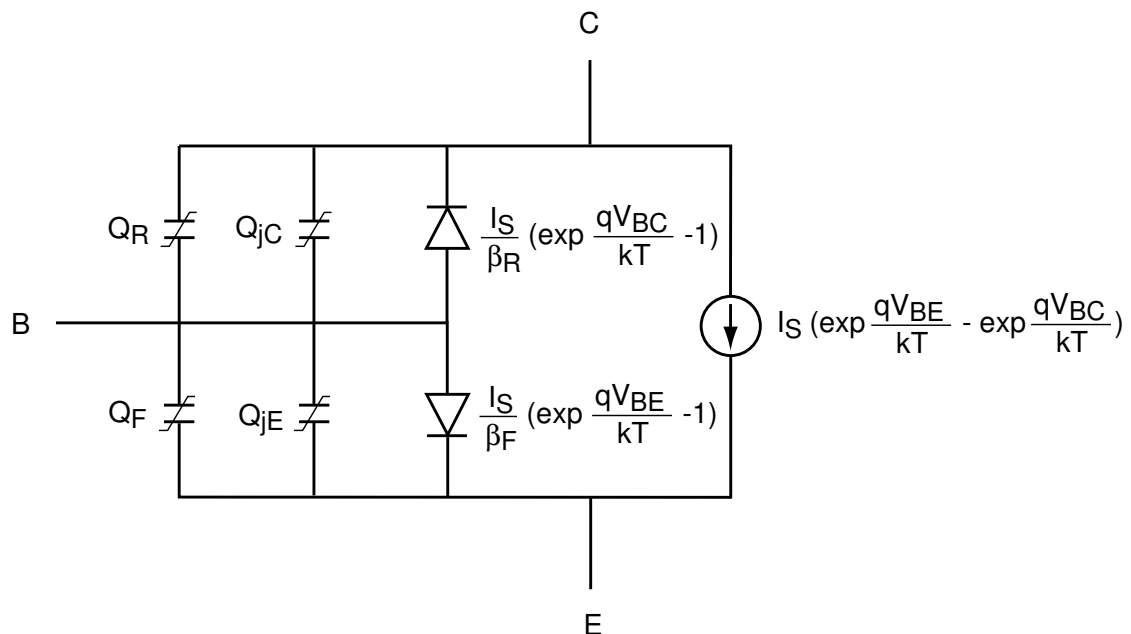 C
Q_R
Q_jC
I_S/β_R (exp qV_BC/kT -1)
B
I_S (exp qV_BE/kT - exp qV_BC/kT)
Q_F
Q_jE
I_S/β_F (exp qV_BE/kT -1)
E